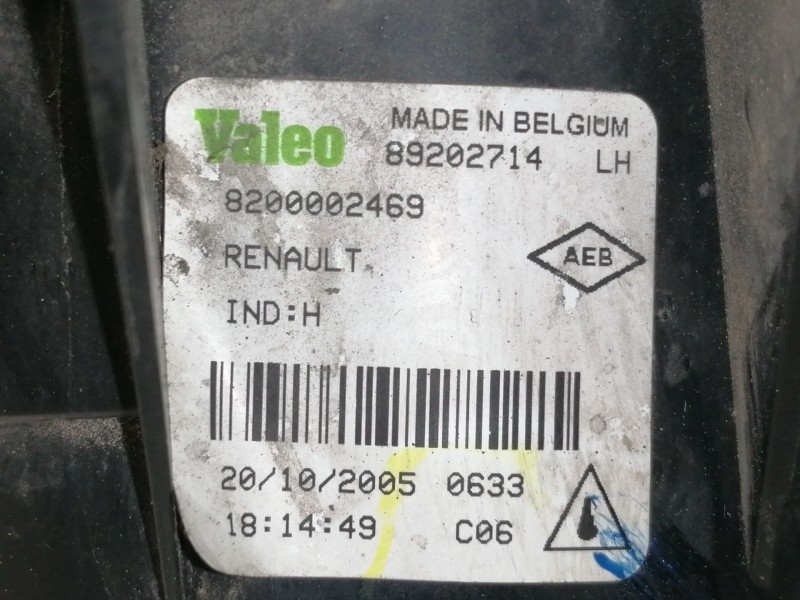 Valeo MADE IN BELGIUM
89202714 LH
8200002469
RENAULT.
AEB
IND:H
20/10/2005 0633
18:14:49 C06